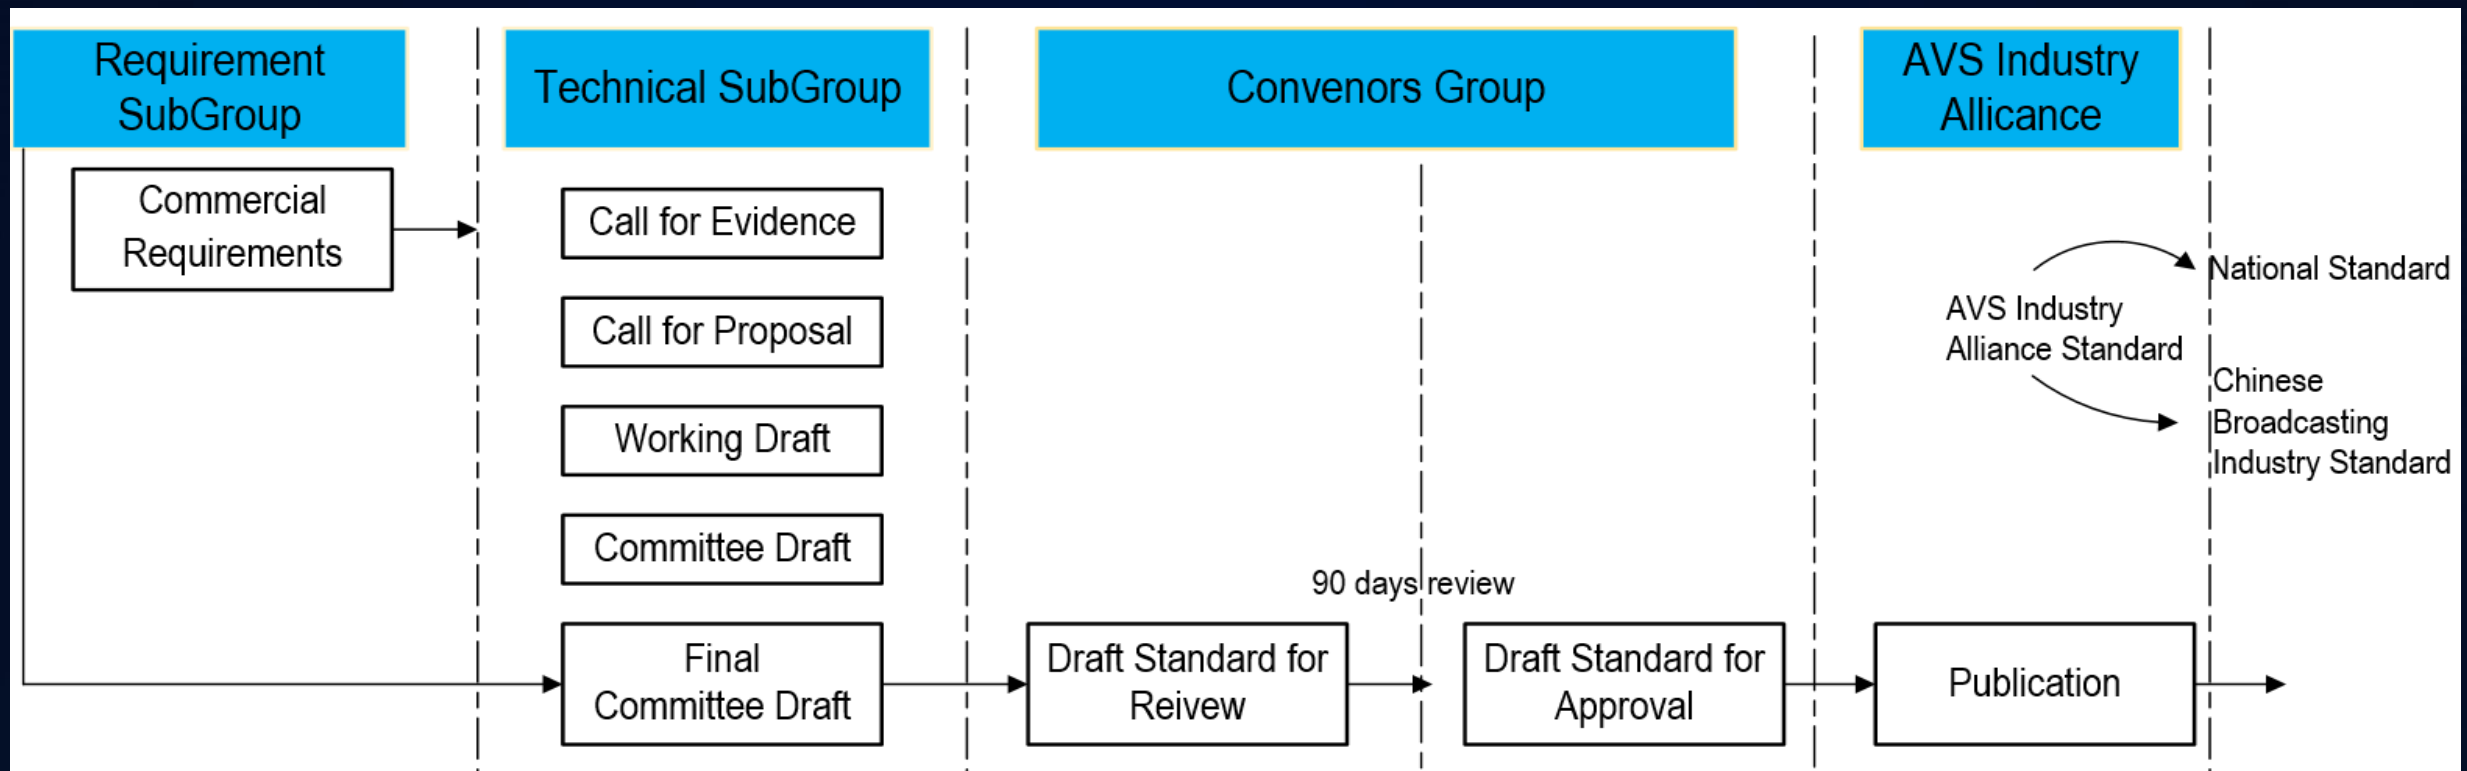 Requirement
SubGroup
Technical SubGroup
Convenors Group
AVS Industry
Allicance
Commercial
Requirements
Call for Evidence
Call for Proposal
Working Draft
Committee Draft
Final
Committee Draft
90 days review
Draft Standard for
Reivew
Draft Standard for
Approval
AVS Industry
Alliance Standard
National Standard
Chinese
Broadcasting
Industry Standard
Publication